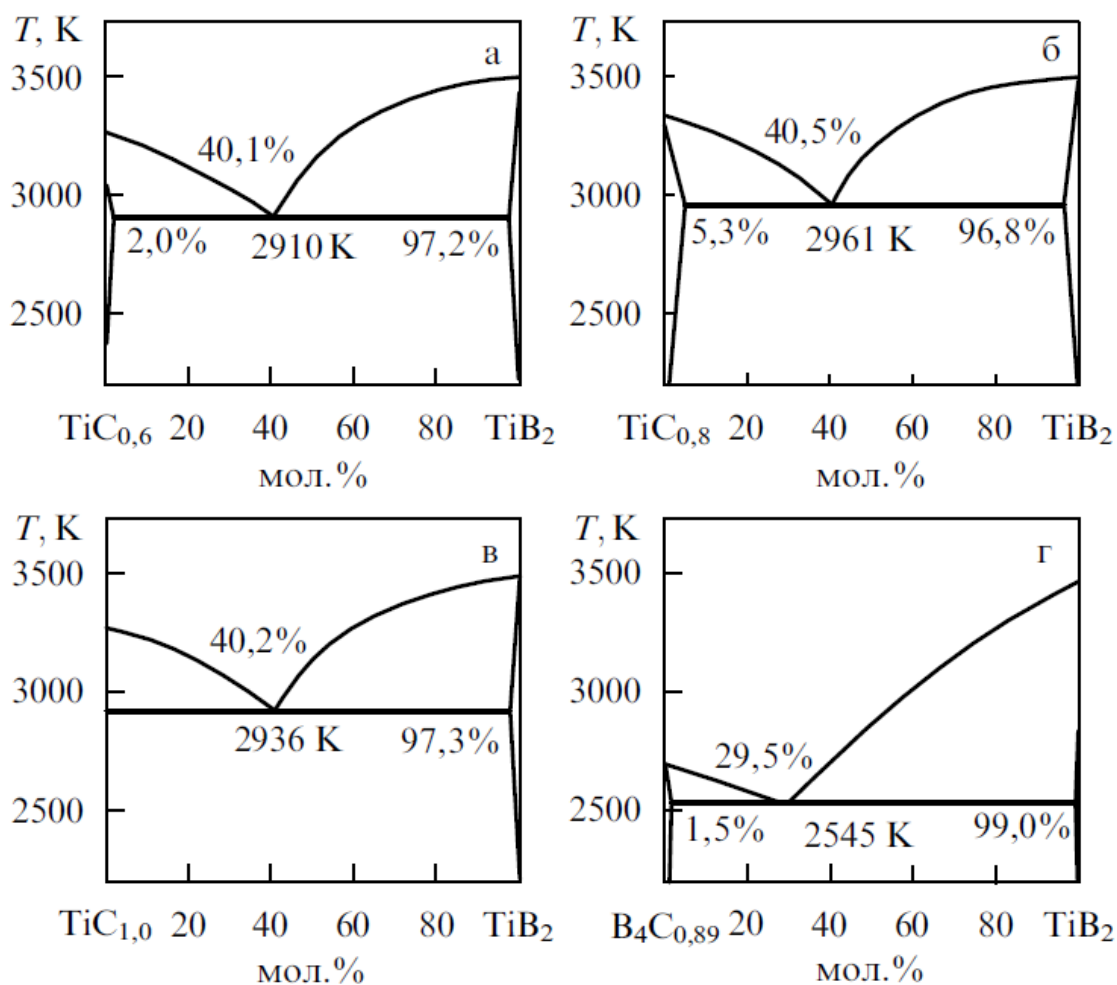 T, K
а
3500
40,1%
3000
2,0%
2910 K
97,2%
2500
TiC0,6 20 40 60 80 TiB2
мол.%
T, K
б
3500
40,5%
3000
5,3%
2961 K
96,8%
2500
TiC0,8 20 40 60 80 TiB2
мол.%
T, K
в
3500
40,2%
3000
2936 K
97,3%
2500
TiC1,0 20 40 60 80 TiB2
мол.%
T, K
г
3500
3000
29,5%
2500
1,5%
2545 K
99,0%
B4C0,89 20 40 60 80 TiB2
мол.%